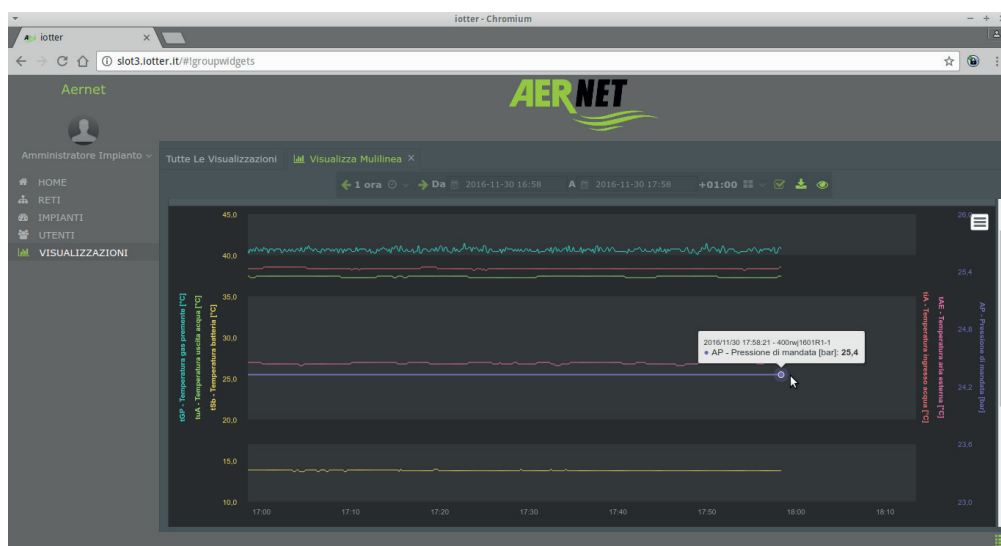 iotter - Chromium
iotter
slot3.iotter.it/#!groupwidgets
Aernet
AERNET
Amministratore Impianto
HOME
RETI
IMPIANTI
UTENTI
VISUALIZZAZIONI
Tutte Le Visualizzazioni
Visualizza Mulilinea
1 ora Da 2016-11-30 16:58 A 2016-11-30 17:58 +01:00
tGP - Temperatura gas premente [°C]
tuA - Temperatura uscita acqua [°C]
tSb - Temperatura batteria [°C]
45,0
40,0
35,0
30,0
25,0
20,0
15,0
10,0
2016/11/30 17:58:21 - 400rwj1601R1-1
AP - Pressione di mandata [bar]: 25,4
17:00 17:10 17:20 17:30 17:40 17:50 18:00 18:10
tiA - Temperatura ingresso acqua [°C]
tAE - Temperatura aria esterna [°C]
25,4
24,8
24,2
23,6
23,0
AP - Pressione di mandata [bar]